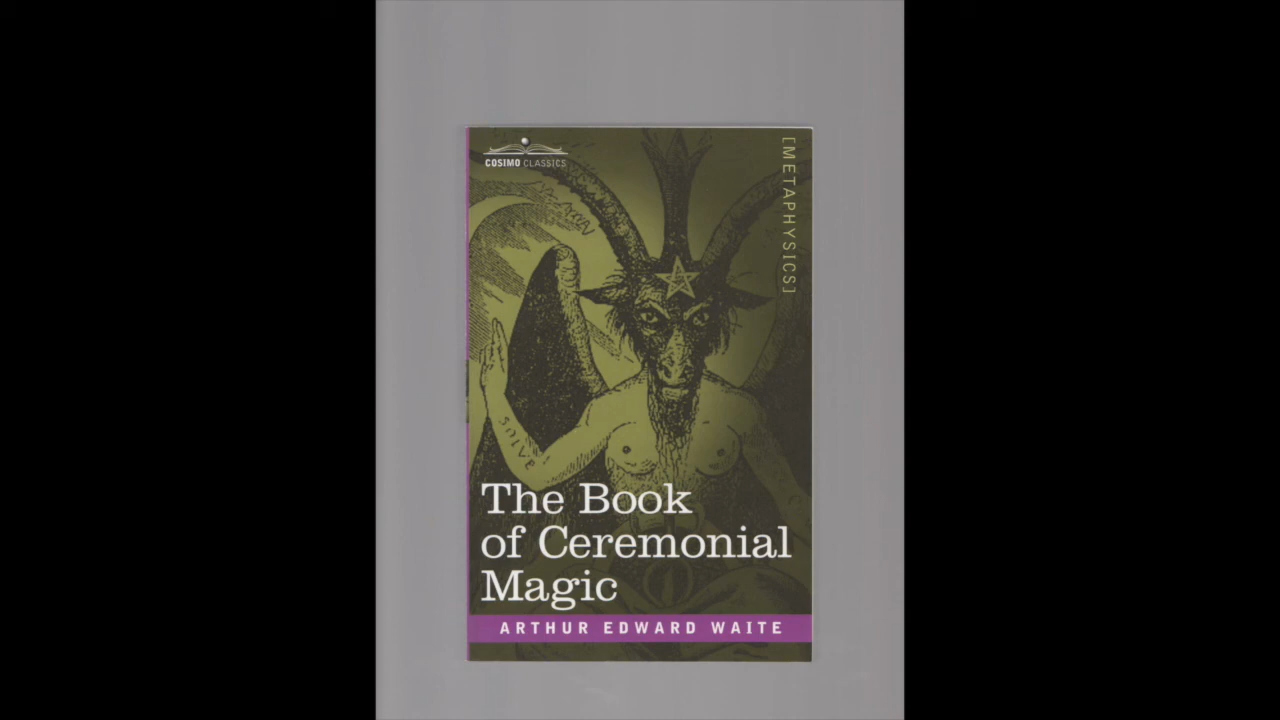 COSIMO CLASSICS
[METAPHYSICS]
SOLVE
The Book
of Ceremonial
Magic
ARTHUR EDWARD WAITE